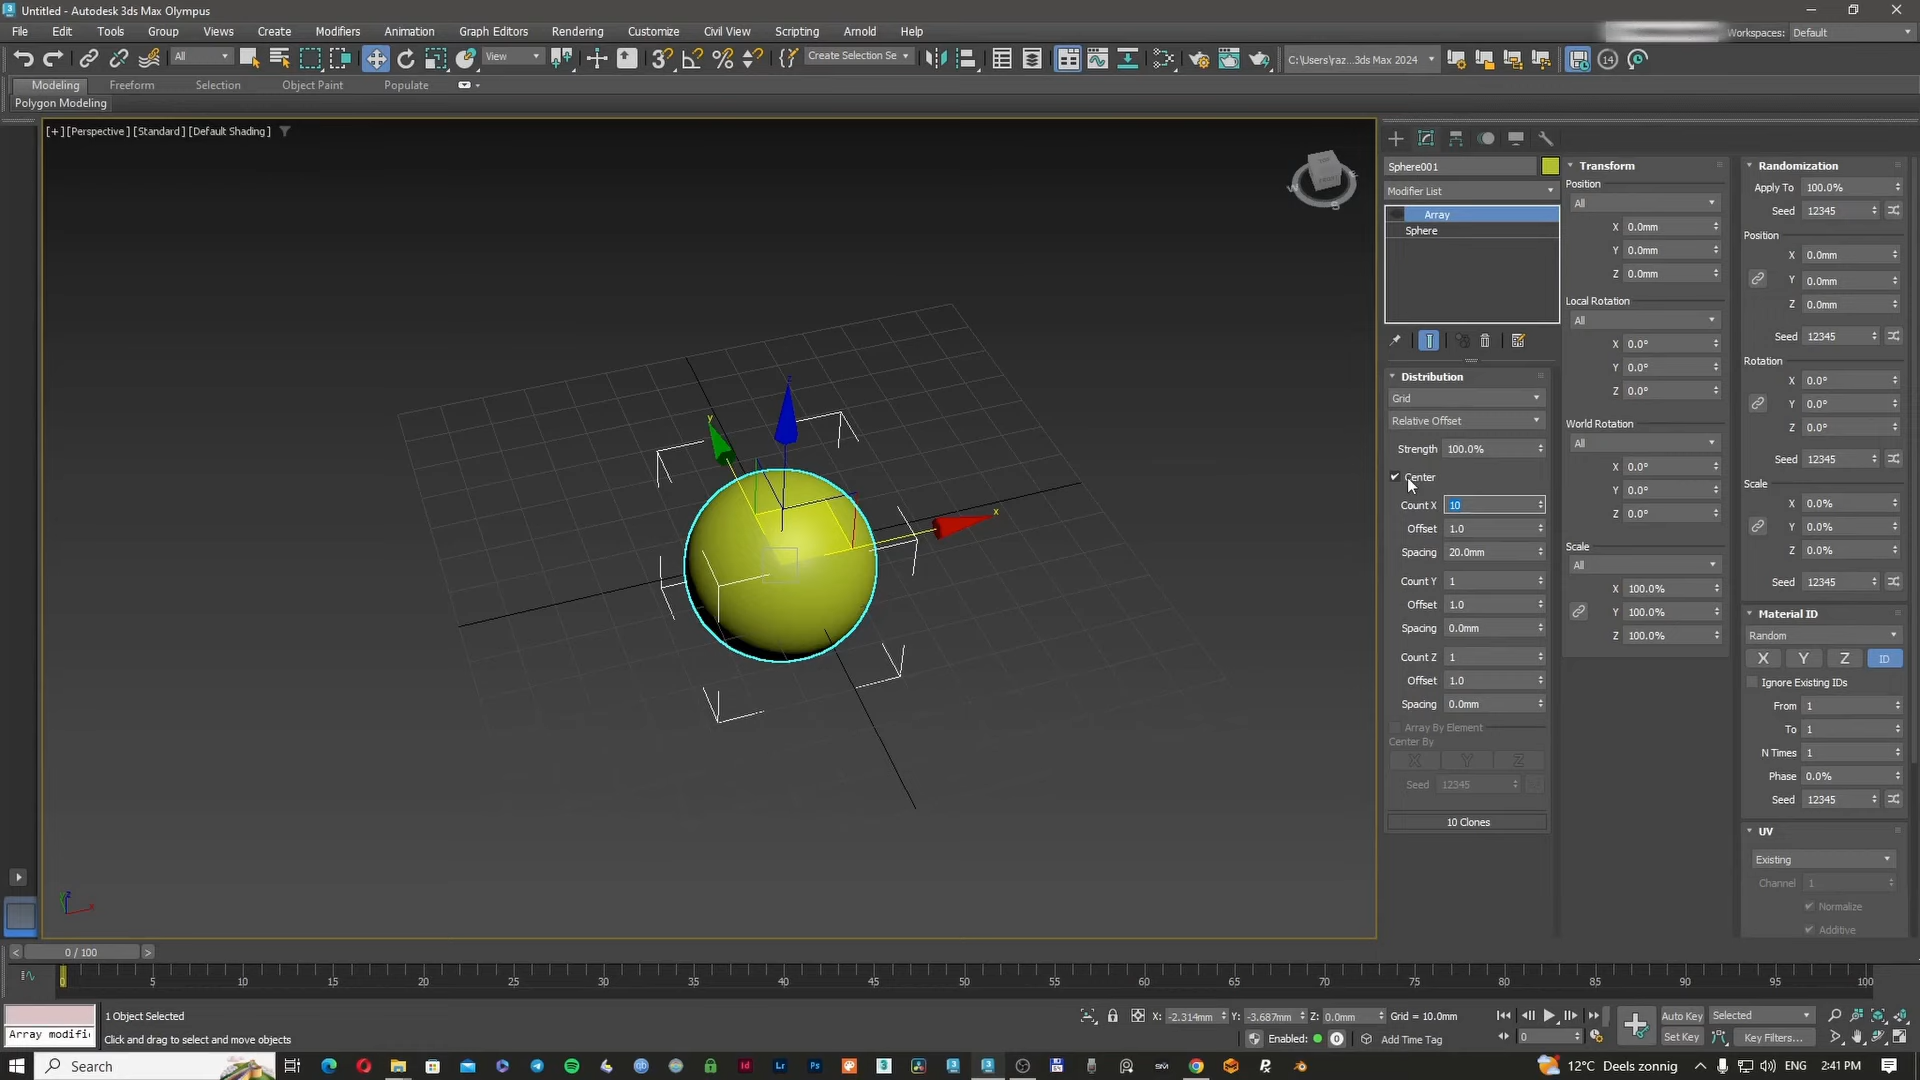 Untitled - Autodesk 3ds Max Olympus
File Edit Tools Group Views Create Modifiers Animation Graph Editors Rendering Customize Civil View Scripting Arnold Help
Workspaces: Default
All View Create Selection Se C:\Users\raz...3ds Max 2024 14
Modeling Freeform Selection Object Paint Populate
Polygon Modeling
[+] [Perspective] [Standard] [Default Shading]
Sphere001
Modifier List
Array
Sphere
Distribution
Grid
Relative Offset
Strength 100.0%
Center
Count X 10
Offset 1.0
Spacing 20.0mm
Count Y 1
Offset 1.0
Spacing 0.0mm
Count Z 1
Offset 1.0
Spacing 0.0mm
Array By Element
Center By
X Y Z
Seed 12345
10 Clones
Transform
Position
All
X 0.0mm
Y 0.0mm
Z 0.0mm
Local Rotation
All
X 0.0°
Y 0.0°
Z 0.0°
World Rotation
All
X 0.0°
Y 0.0°
Z 0.0°
Scale
All
X 100.0%
Y 100.0%
Z 100.0%
Randomization
Apply To 100.0%
Seed 12345
Position
X 0.0mm
Y 0.0mm
Z 0.0mm
Seed 12345
Rotation
X 0.0°
Y 0.0°
Z 0.0°
Seed 12345
Scale
X 0.0%
Y 0.0%
Z 0.0%
Seed 12345
Material ID
Random
X Y Z ID
Ignore Existing IDs
From 1
To 1
N Times 1
Phase 0.0%
Seed 12345
UV
Existing
Channel 1
Normalize
Additive
z
y
x
W S
< 0 / 100 >
0 5 10 15 20 25 30 35 40 45 50 55 60 65 70 75 80 85 90 95 100
1 Object Selected X: -2.314mm Y: -3.687mm Z: 0.0mm Grid = 10.0mm Auto Key Selected
Array modifi Click and drag to select and move objects Enabled: 0 Add Time Tag 0 Set Key Key Filters...
Search 12°C Deels zonnig ENG 2:41 PM